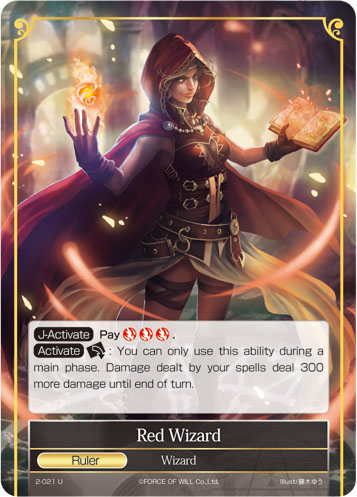 J-Activate Pay .
Activate : You can only use this ability during a
main phase. Damage dealt by your spells deal 300
more damage until end of turn.
Red Wizard
Ruler Wizard
2-021 U ©FORCE OF WILL Co.,Ltd. Illust/藤木ゆう